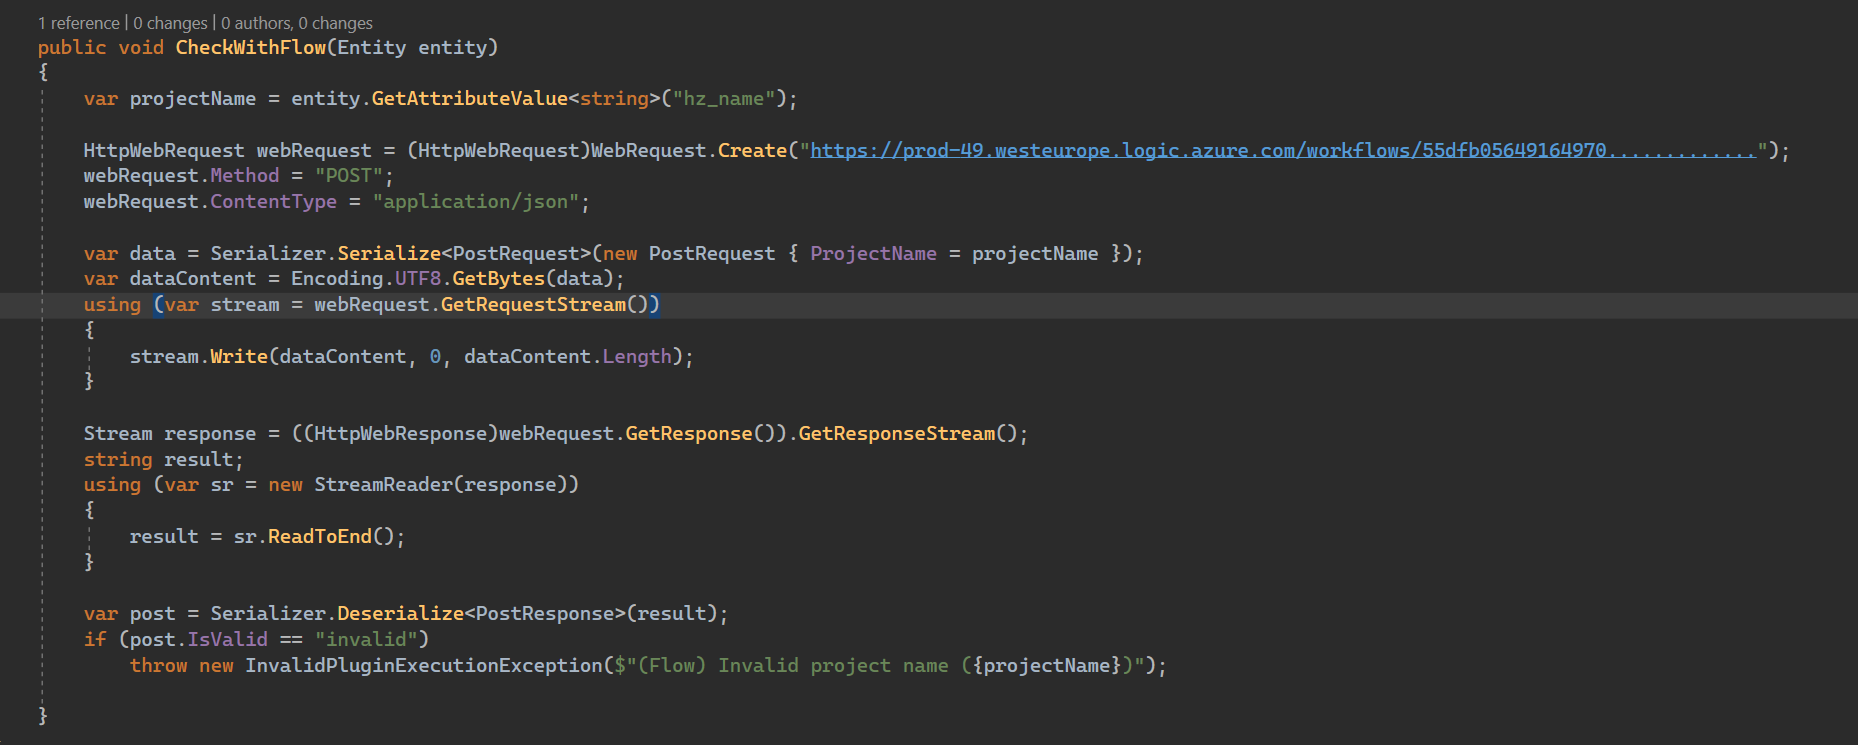 1 reference | 0 changes | 0 authors, 0 changes
public void CheckWithFlow(Entity entity)
{
var projectName = entity.GetAttributeValue<string>("hz_name");
HttpWebRequest webRequest = (HttpWebRequest)WebRequest.Create("https://prod-49.westeurope.logic.azure.com/workflows/55dfb05649164970.............");
webRequest.Method = "POST";
webRequest.ContentType = "application/json";
var data = Serializer.Serialize<PostRequest>(new PostRequest { ProjectName = projectName });
var dataContent = Encoding.UTF8.GetBytes(data);
using (var stream = webRequest.GetRequestStream())
{
stream.Write(dataContent, 0, dataContent.Length);
}
Stream response = ((HttpWebResponse)webRequest.GetResponse()).GetResponseStream();
string result;
using (var sr = new StreamReader(response))
{
result = sr.ReadToEnd();
}
var post = Serializer.Deserialize<PostResponse>(result);
if (post.IsValid == "invalid")
throw new InvalidPluginExecutionException($"(Flow) Invalid project name ({projectName})");
}